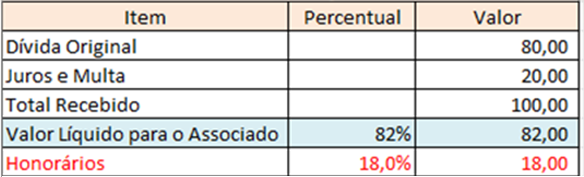 Item Percentual Valor
Dívida Original 80,00
Juros e Multa 20,00
Total Recebido 100,00
Valor Líquido para o Associado 82% 82,00
Honorários 18,0% 18,00